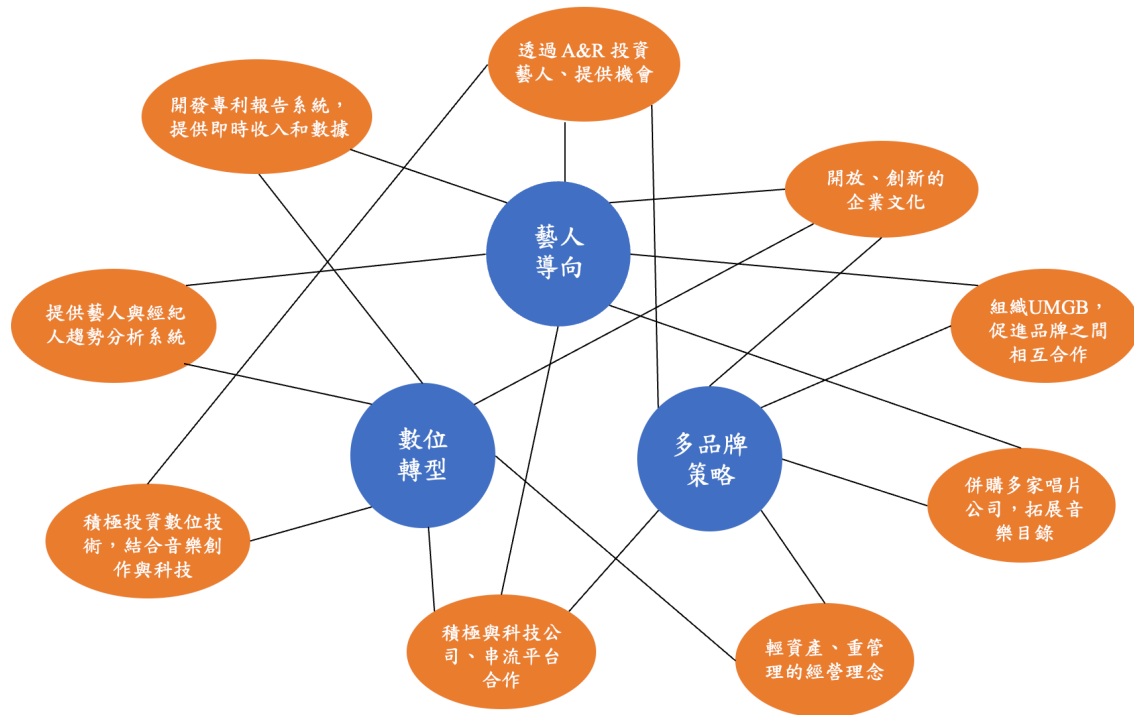 透過 A&R 投資
藝人、提供機會
開發專利報告系統，
提供即時收入和數據
開放、創新的
企業文化
藝人
導向
提供藝人與經紀
人趨勢分析系統
組織UMGB，
促進品牌之間
相互合作
數位
轉型
多品牌
策略
積極投資數位技
術，結合音樂創
作與科技
併購多家唱片
公司，拓展音
樂目錄
積極與科技公
司、串流平台
合作
輕資產、重管
理的經營理念